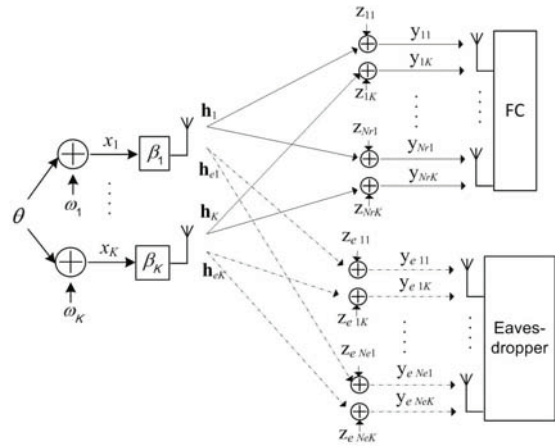 z11
y11
z1K
y1K
FC
zNr1
yNr1
zNrK
yNrK
h1
he1
hK
heK
x1
β1
ω1
θ
xK
βK
ωK
ze 11
ye 11
ze 1K
ye 1K
Eaves-
dropper
ze Ne1
ye Ne1
ze NeK
ye NeK